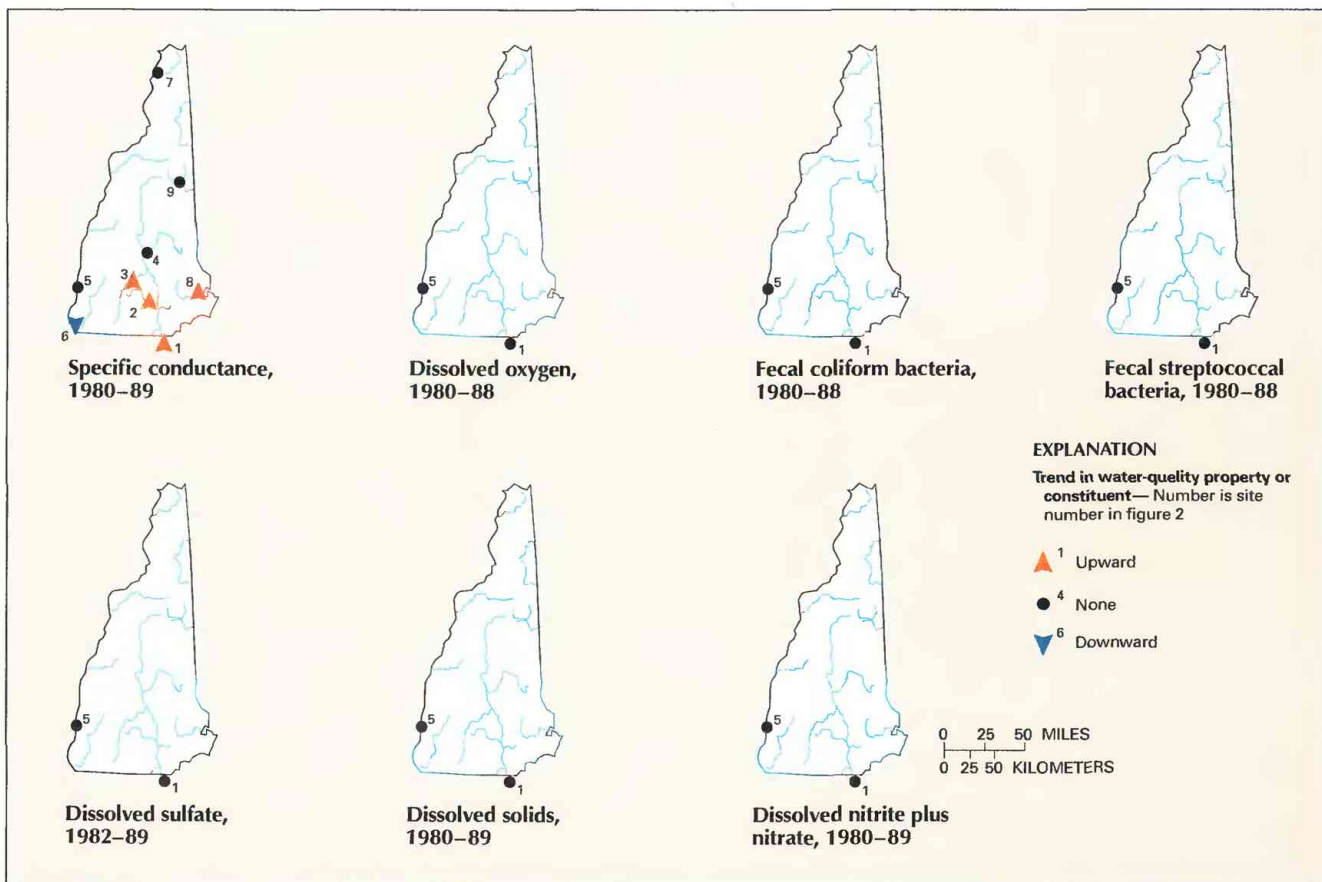 7
9
4
3
5
8
2
6
1
Specific conductance,
1980–89
5
1
Dissolved oxygen,
1980–88
5
1
Fecal coliform bacteria,
1980–88
5
1
Fecal streptococcal
bacteria, 1980–88
EXPLANATION
Trend in water-quelity property or
constituent— Number is site
number in figure 2
1 Upward
4 None
6 Downward
5
1
Dissolved sulfate,
1982–89
5
1
Dissolved solids,
1980–89
5
1
Dissolved nitrite plus
nitrate, 1980–89
0 25 50 MILES
0 25 50 KILOMETERS